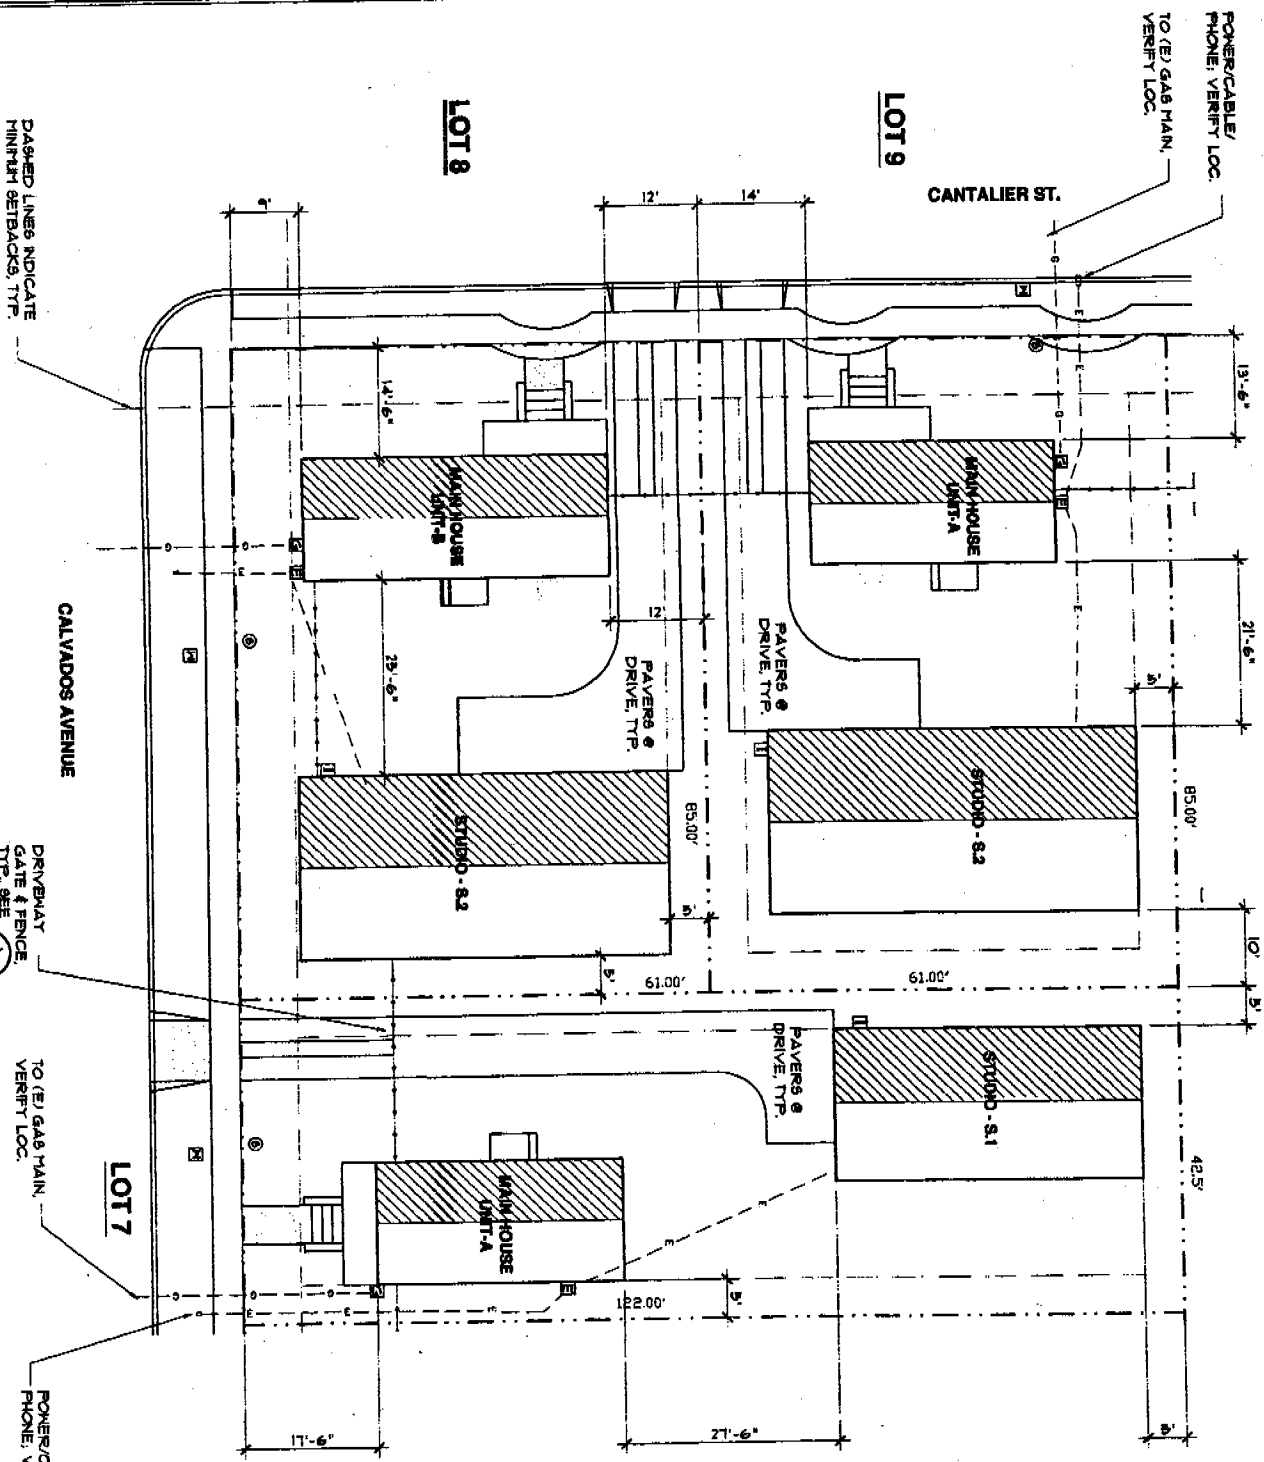 POWER/CABLE/
PHONE; VERIFY LOC.
TO (E) GAS MAIN,
VERIFY LOC.
LOT 9
CANTALIER ST.
LOT 8
DASHED LINES INDICATE
MINIMUM SETBACKS, TYP.
9'
12'
14'
13'-6"
14'-6"
MAIN HOUSE
UNIT-B
MAIN HOUSE
UNIT-A
21'-6"
5'
12'
PAVERS @
DRIVE, TYP.
PAVERS @
DRIVE, TYP.
CALVADOS AVENUE
STUDIO - S.2
STUDIO - S.2
85.00'
85.00'
5'
5'
61.00'
61.00'
10'
5'
DRIVEWAY
GATE & FENCE,
TYP. SEE
PAVERS @
DRIVE, TYP.
STUDIO - S.1
42.5'
TO (E) GAS MAIN,
VERIFY LOC.
LOT 7
MAIN HOUSE
UNIT-A
122.00'
5'
17'-6"
27'-6"
5'